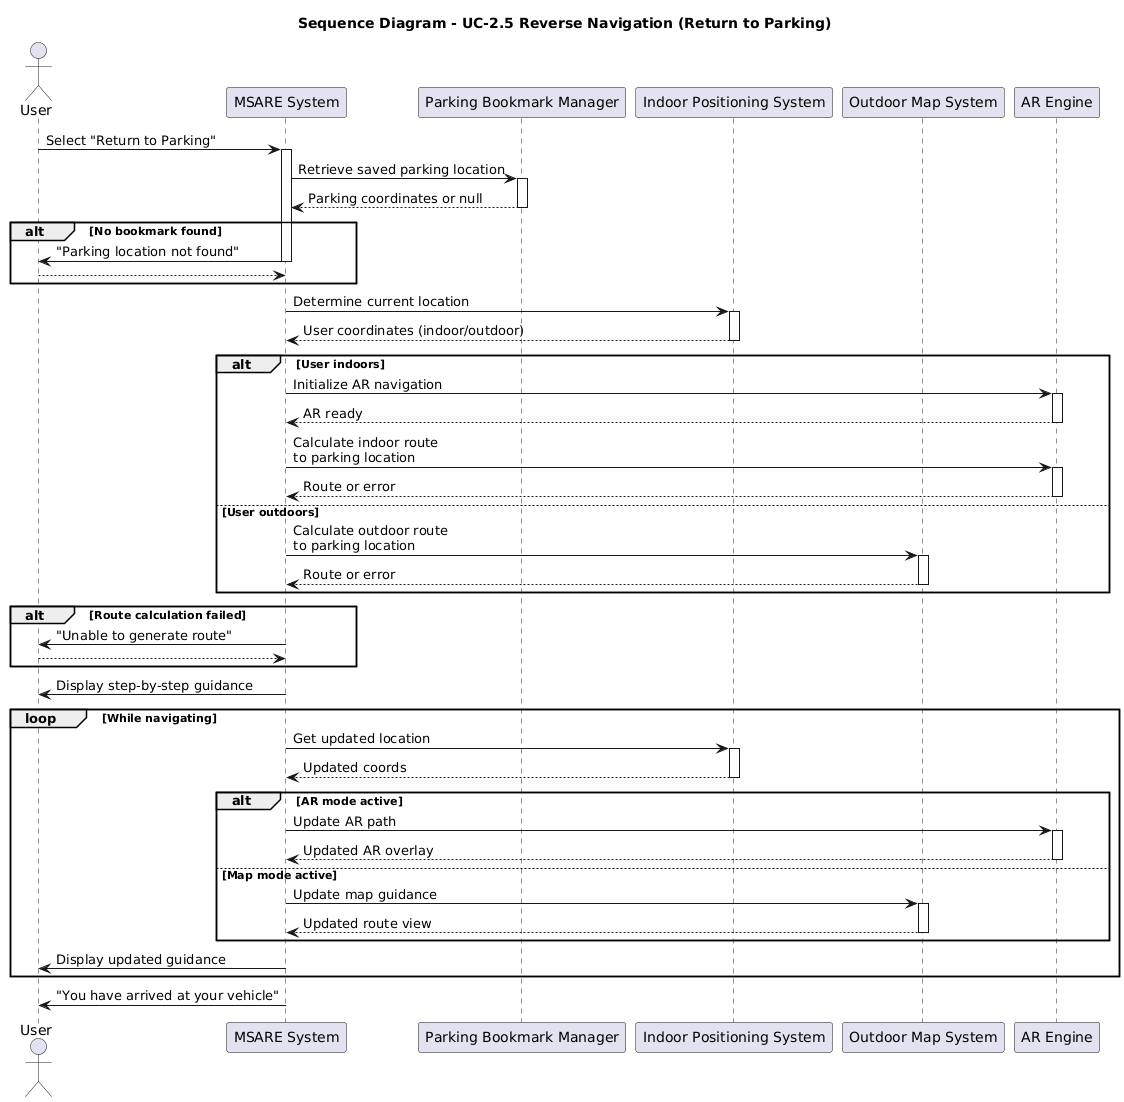 Sequence Diagram - UC-2.5 Reverse Navigation (Return to Parking)
User
MSARE System
Parking Bookmark Manager
Indoor Positioning System
Outdoor Map System
AR Engine
Select "Return to Parking"
Retrieve saved parking location
Parking coordinates or null
alt
[No bookmark found]
"Parking location not found"
Determine current location
User coordinates (indoor/outdoor)
alt
[User indoors]
Initialize AR navigation
AR ready
Calculate indoor route
to parking location
Route or error
[User outdoors]
Calculate outdoor route
to parking location
Route or error
alt
[Route calculation failed]
"Unable to generate route"
Display step-by-step guidance
loop
[While navigating]
Get updated location
Updated coords
alt
[AR mode active]
Update AR path
Updated AR overlay
[Map mode active]
Update map guidance
Updated route view
Display updated guidance
"You have arrived at your vehicle"
User
MSARE System
Parking Bookmark Manager
Indoor Positioning System
Outdoor Map System
AR Engine